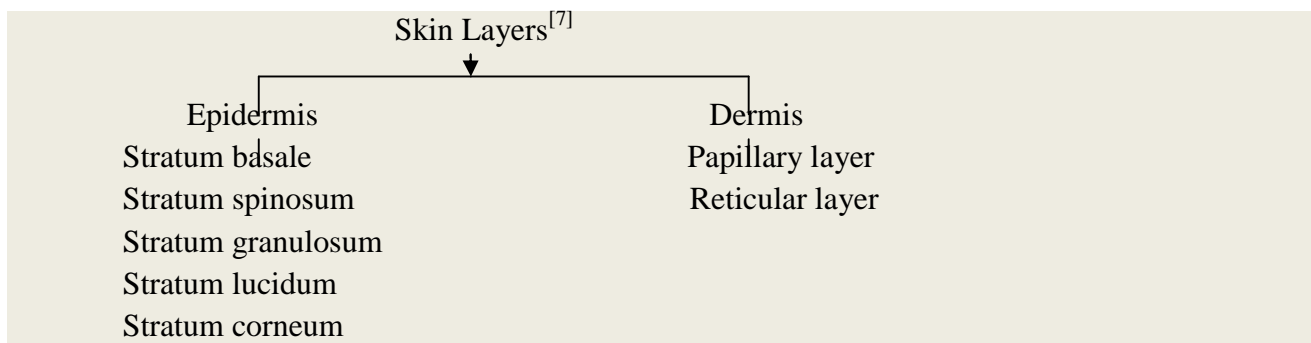 Skin Layers[7]
Epidermis
Dermis
Stratum basale
Papillary layer
Stratum spinosum
Reticular layer
Stratum granulosum
Stratum lucidum
Stratum corneum